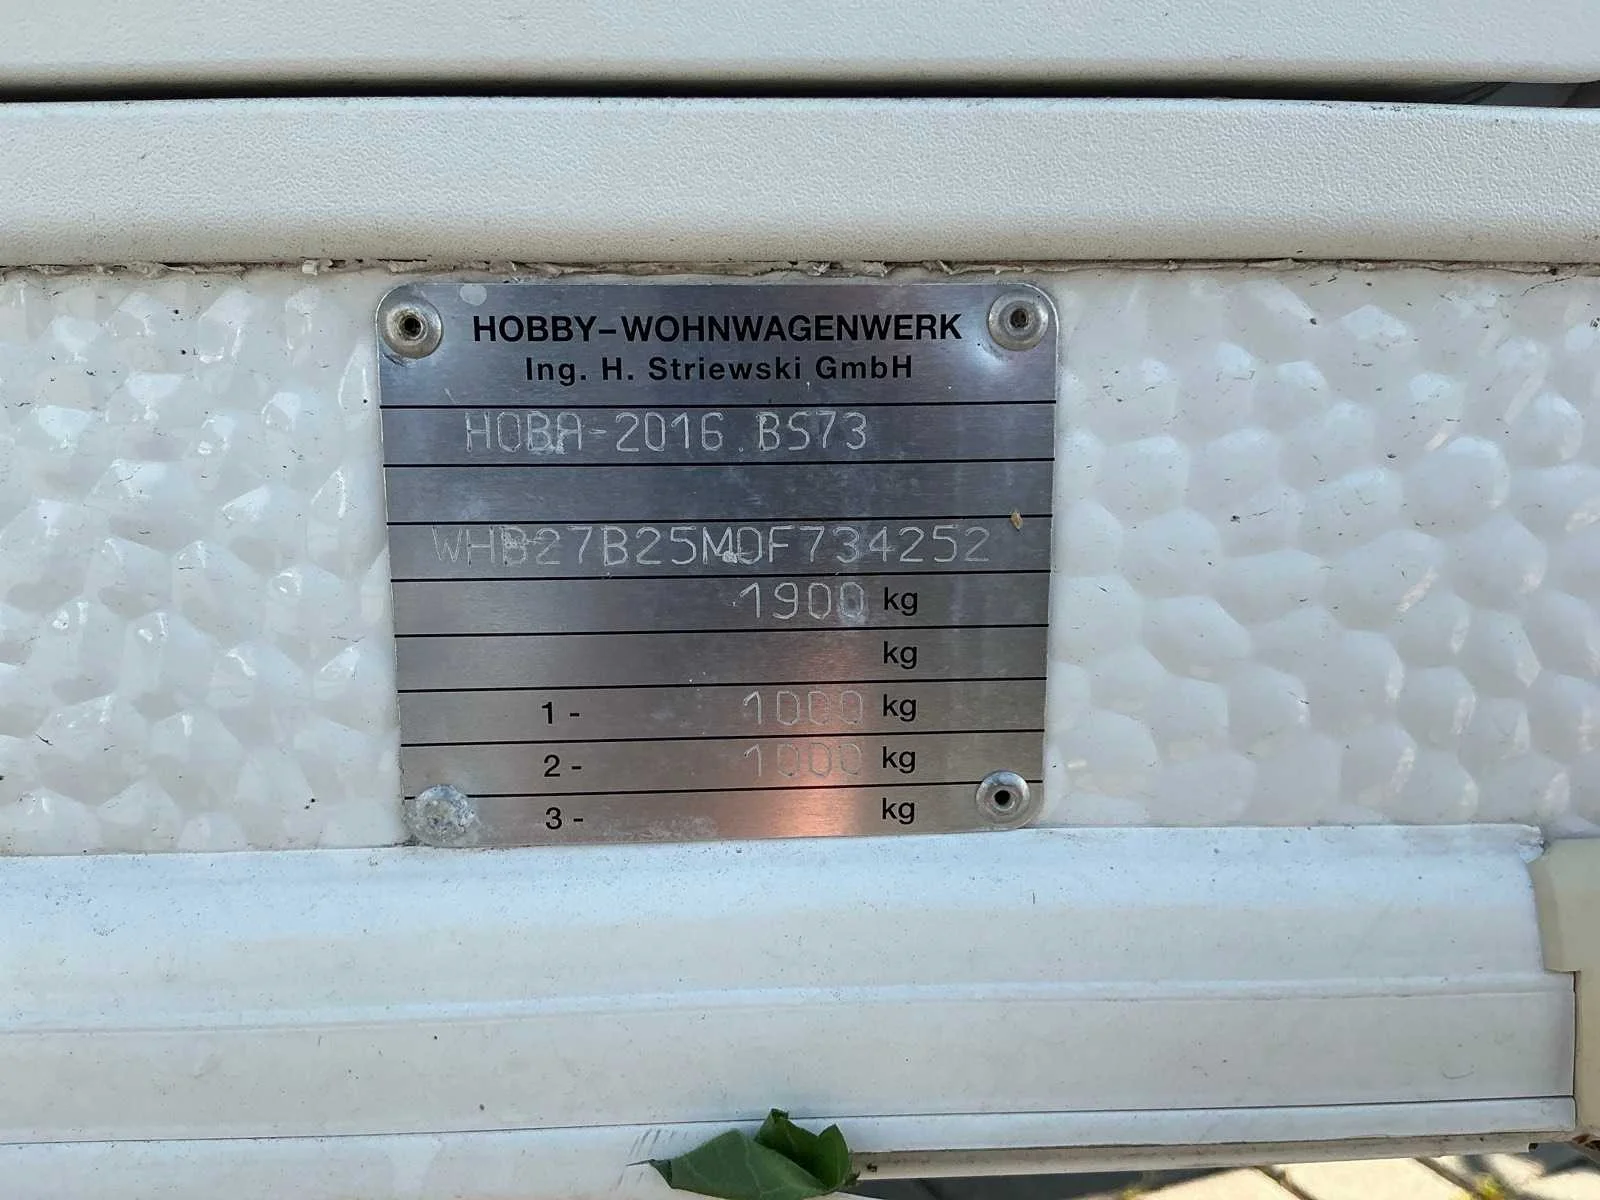 HOBBY-WOHNWAGENWERK
Ing. H. Striewski GmbH
HOBA-2016.BS73
WHB27B25M0F734252
1900 kg
kg
1- 1000 kg
2- 1000 kg
3- kg